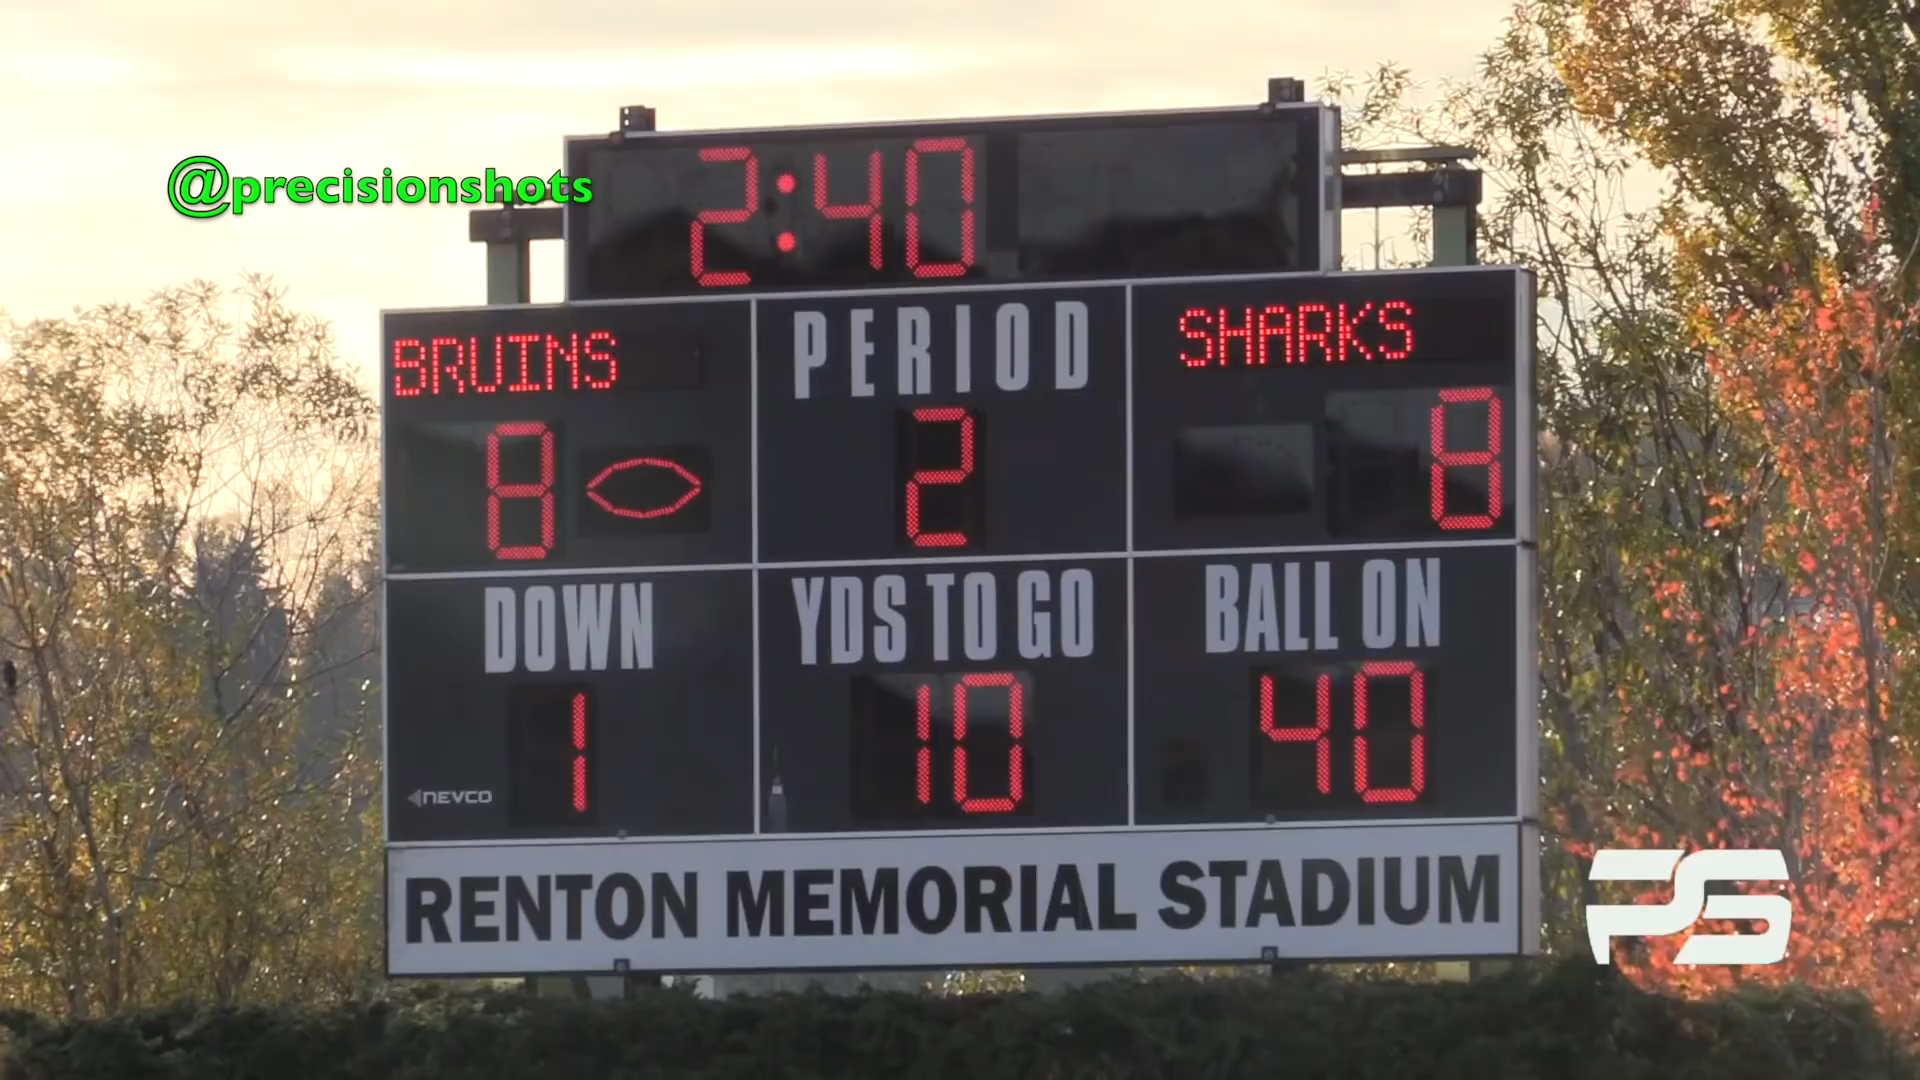 @precisionshots
2:40
BRUINS
PERIOD
SHARKS
8
2
8
DOWN
YDS TO GO
BALL ON
1
10
40
NEVCO
RENTON MEMORIAL STADIUM
PS